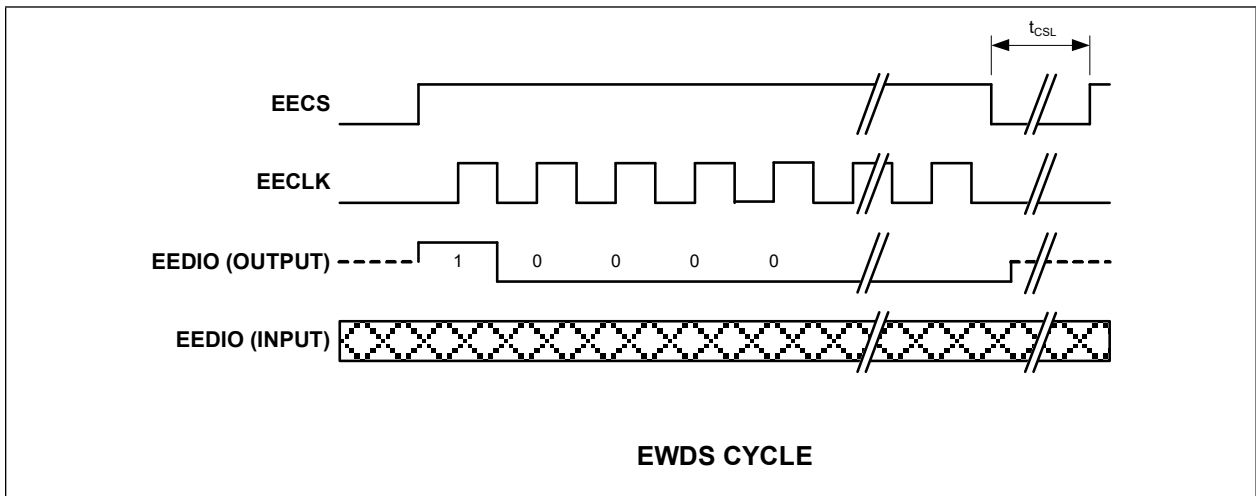 tCSL
EECS
EECLK
EEDIO (OUTPUT)
1 0 0 0 0
EEDIO (INPUT)
EWDS CYCLE